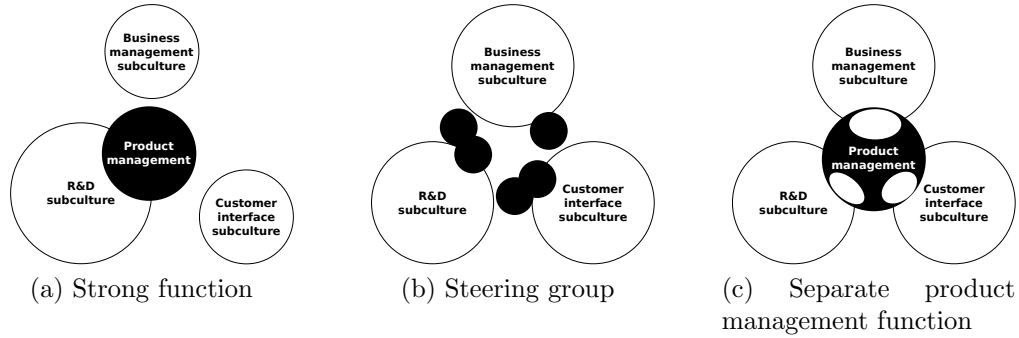 Business
management
subculture
Product
management
R&D
subculture
Customer
interface
subculture
(a) Strong function
Business
management
subculture
R&D
subculture
Customer
interface
subculture
(b) Steering group
Business
management
subculture
Product
management
R&D
subculture
Customer
interface
subculture
(c) Separate product
management function